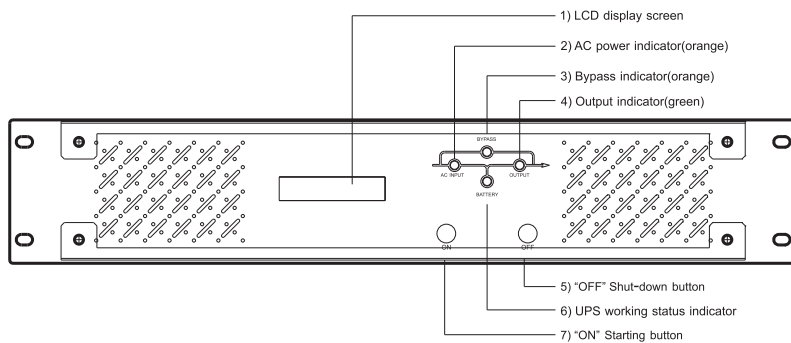 1) LCD display screen
2) AC power indicator(orange)
3) Bypass indicator(orange)
4) Output indicator(green)
BYPASS
AC INPUT
OUTPUT
BATTERY
ON
OFF
5) “OFF” Shut-down button
6) UPS working status indicator
7) “ON” Starting button